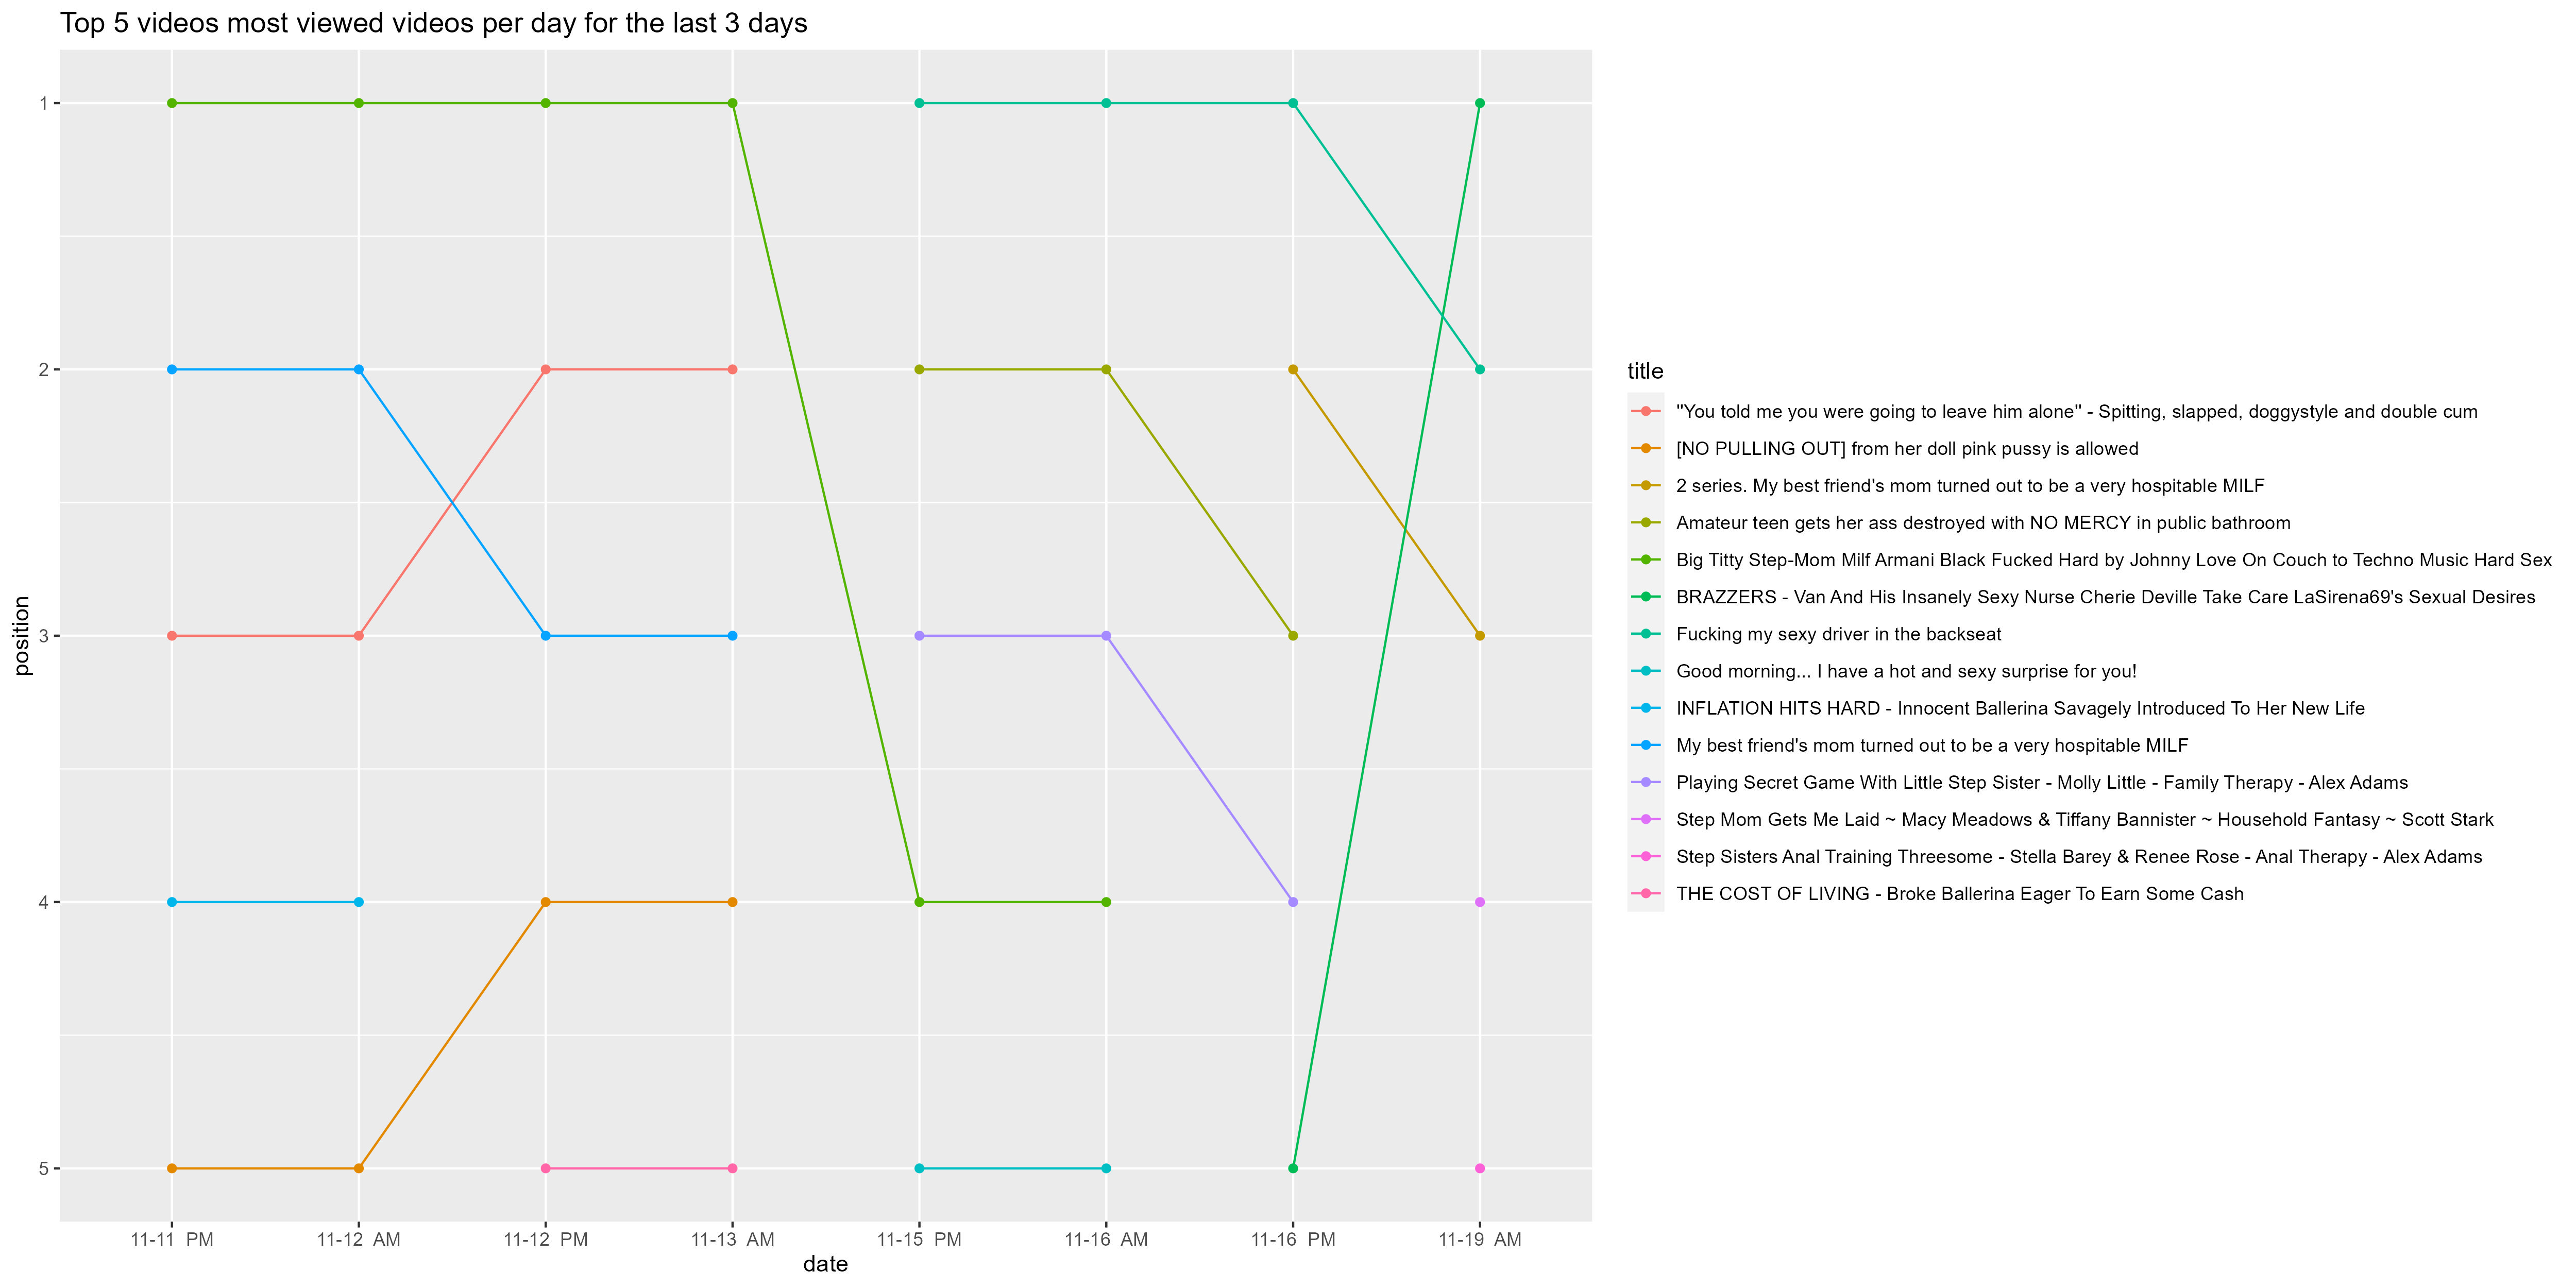 Top 5 videos most viewed videos per day for the last 3 days
position
1
2
3
4
5
11-11 PM
11-12 AM
11-12 PM
11-13 AM
11-15 PM
11-16 AM
11-16 PM
11-19 AM
date
title
"You told me you were going to leave him alone" - Spitting, slapped, doggystyle and double cum
[NO PULLING OUT] from her doll pink pussy is allowed
2 series. My best friend's mom turned out to be a very hospitable MILF
Amateur teen gets her ass destroyed with NO MERCY in public bathroom
Big Titty Step-Mom Milf Armani Black Fucked Hard by Johnny Love On Couch to Techno Music Hard Sex
BRAZZERS - Van And His Insanely Sexy Nurse Cherie Deville Take Care LaSirena69's Sexual Desires
Fucking my sexy driver in the backseat
Good morning... I have a hot and sexy surprise for you!
INFLATION HITS HARD - Innocent Ballerina Savagely Introduced To Her New Life
My best friend's mom turned out to be a very hospitable MILF
Playing Secret Game With Little Step Sister - Molly Little - Family Therapy - Alex Adams
Step Mom Gets Me Laid ~ Macy Meadows & Tiffany Bannister ~ Household Fantasy ~ Scott Stark
Step Sisters Anal Training Threesome - Stella Barey & Renee Rose - Anal Therapy - Alex Adams
THE COST OF LIVING - Broke Ballerina Eager To Earn Some Cash